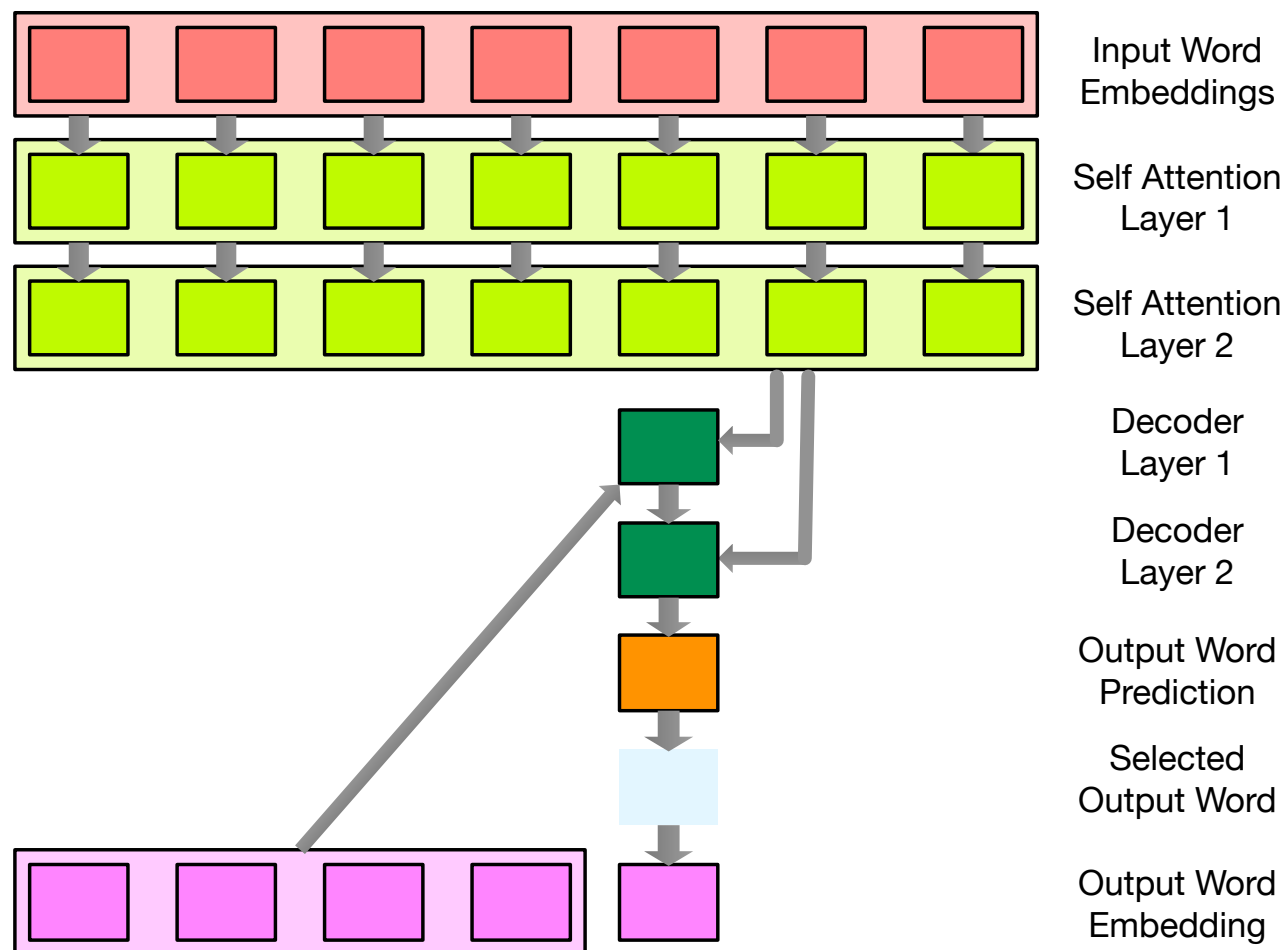 Input Word
Embeddings
Self Attention
Layer 1
Self Attention
Layer 2
Decoder
Layer 1
Decoder
Layer 2
Output Word
Prediction
Selected
Output Word
Output Word
Embedding